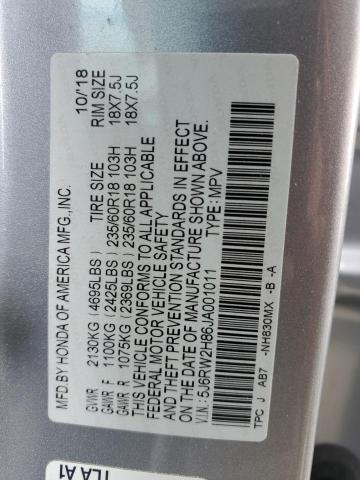 MFD.BY HONDA OF AMERICA MFG.,INC. 10/'18
TIRE SIZE RIM SIZE
GVWR 2130KG (4695LBS)
GAWR F 1100KG (2425LBS) 235/60R18 103H 18X7.5J
GAWR R 1075KG (2369LBS) 235/60R18 103H 18X7.5J
THIS VEHICLE CONFORMS TO ALL APPLICABLE
FEDERAL MOTOR VEHICLE SAFETY
AND THEFT PREVENTION STANDARDS IN EFFECT
ON THE DATE OF MANUFACTURE SHOWN ABOVE.
V.I.N.: 5J6RW2H86JA001011 TYPE: MPV
TPC J AB7 -NH830MX -B -A
TLA A1